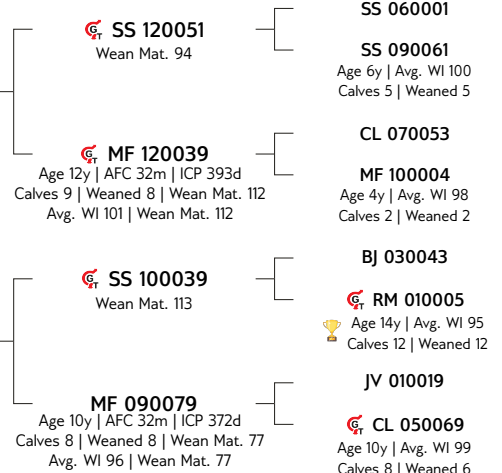 SS 120051
Wean Mat. 94
MF 120039
Age 12y | AFC 32m | ICP 393d
Calves 9 | Weaned 8 | Wean Mat. 112
Avg. WI 101 | Wean Mat. 112
SS 100039
Wean Mat. 113
MF 090079
Age 10y | AFC 32m | ICP 372d
Calves 8 | Weaned 8 | Wean Mat. 77
Avg. WI 96 | Wean Mat. 77
SS 060001
SS 090061
Age 6y | Avg. WI 100
Calves 5 | Weaned 5
CL 070053
MF 100004
Age 4y | Avg. WI 98
Calves 2 | Weaned 2
BJ 030043
RM 010005
Age 14y | Avg. WI 95
Calves 12 | Weaned 12
JV 010019
CL 050069
Age 10y | Avg. WI 99
Calves 8 | Weaned 6